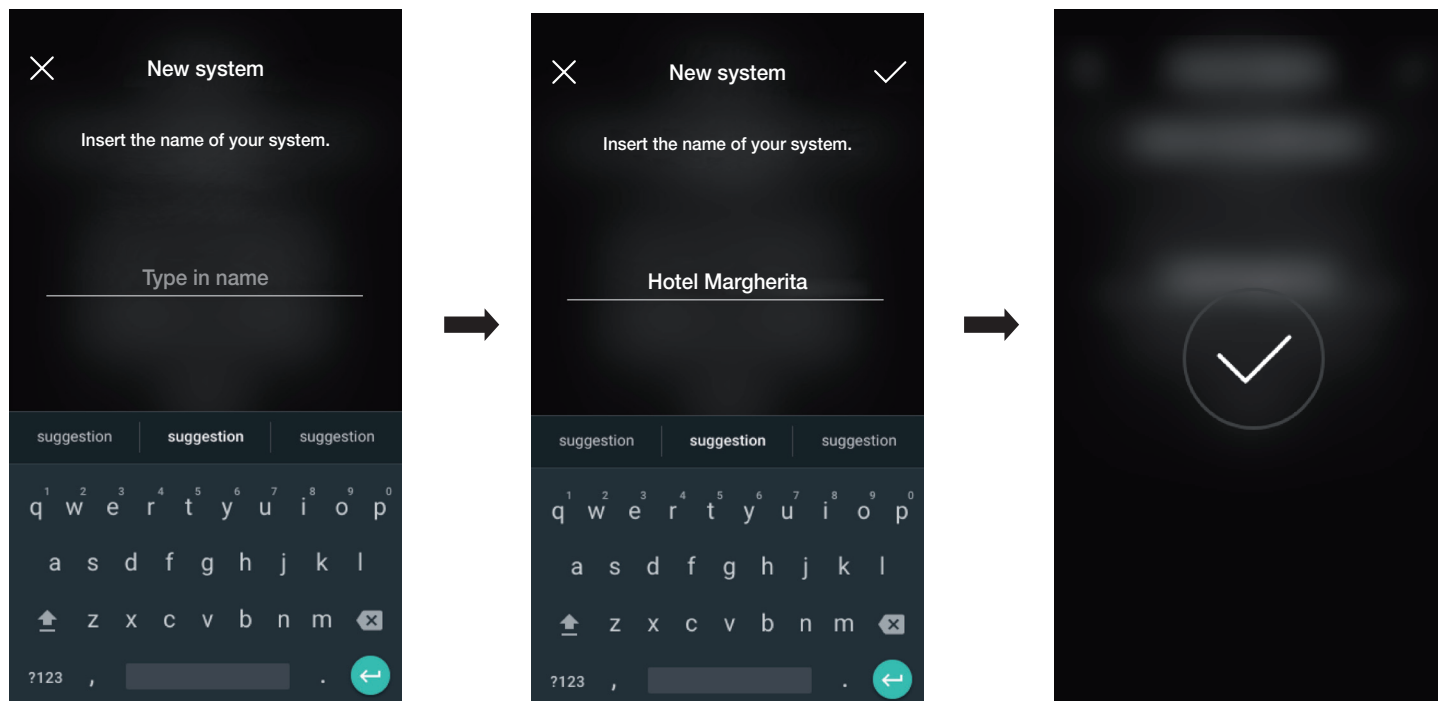 New system
Insert the name of your system.
Type in name
suggestion suggestion suggestion
1 2 3 4 5 6 7 8 9 0
q w e r t y u i o p
a s d f g h j k l
z x c v b n m
?123 , .
New system
Insert the name of your system.
Hotel Margherita
suggestion suggestion suggestion
1 2 3 4 5 6 7 8 9 0
q w e r t y u i o p
a s d f g h j k l
z x c v b n m
?123 , .